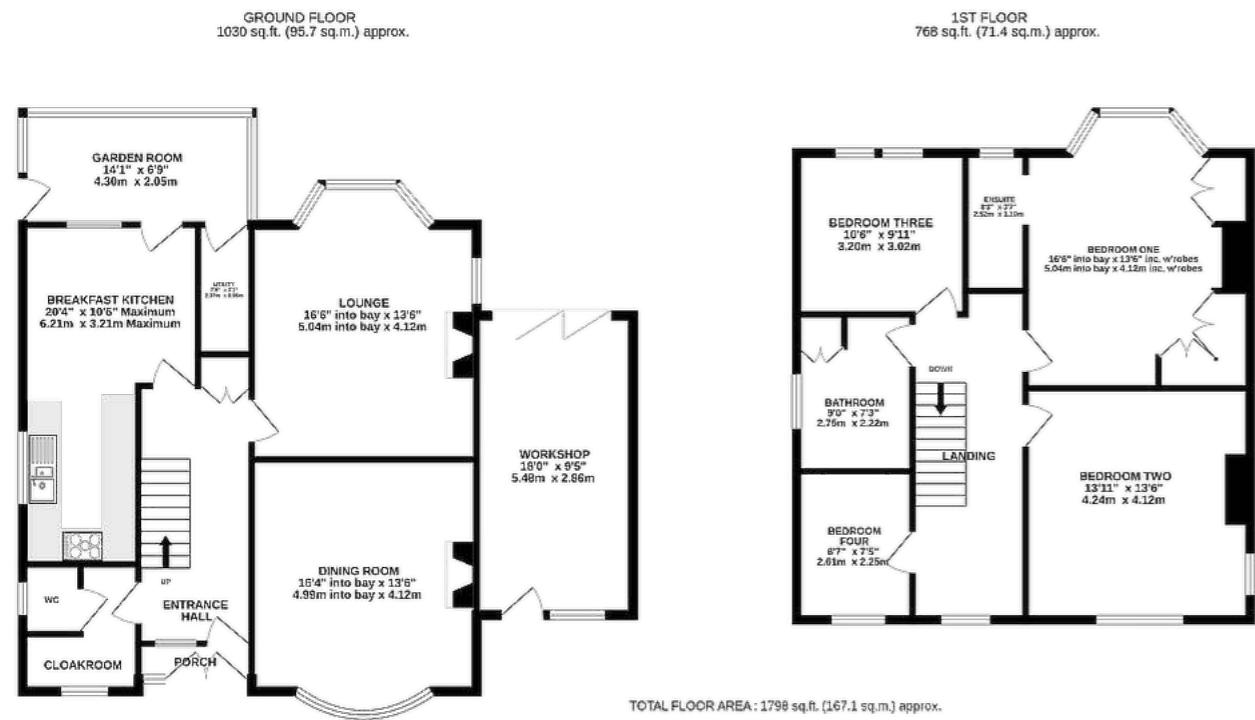 GROUND FLOOR
1030 sq.ft. (95.7 sq.m.) approx.
GARDEN ROOM
14'1" x 6'9"
4.30m x 2.05m
BREAKFAST KITCHEN
20'4" x 10'6" Maximum
6.21m x 3.21m Maximum
UTILITY
LOUNGE
16'6" into bay x 13'6"
5.04m into bay x 4.12m
WORKSHOP
18'0" x 9'5"
5.48m x 2.86m
DINING ROOM
16'4" into bay x 13'6"
4.99m into bay x 4.12m
UP
ENTRANCE
HALL
WC
CLOAKROOM
PORCH
1ST FLOOR
768 sq.ft. (71.4 sq.m.) approx.
BEDROOM THREE
10'6" x 9'11"
3.20m x 3.02m
ENSUITE
BEDROOM ONE
16'6" into bay x 13'6" inc. w'robes
5.04m into bay x 4.12m inc. w'robes
DOWN
BATHROOM
9'0" x 7'3"
2.75m x 2.22m
LANDING
BEDROOM TWO
13'11" x 13'6"
4.24m x 4.12m
BEDROOM
FOUR
8'7" x 7'5"
2.61m x 2.25m
TOTAL FLOOR AREA : 1798 sq.ft. (167.1 sq.m.) approx.